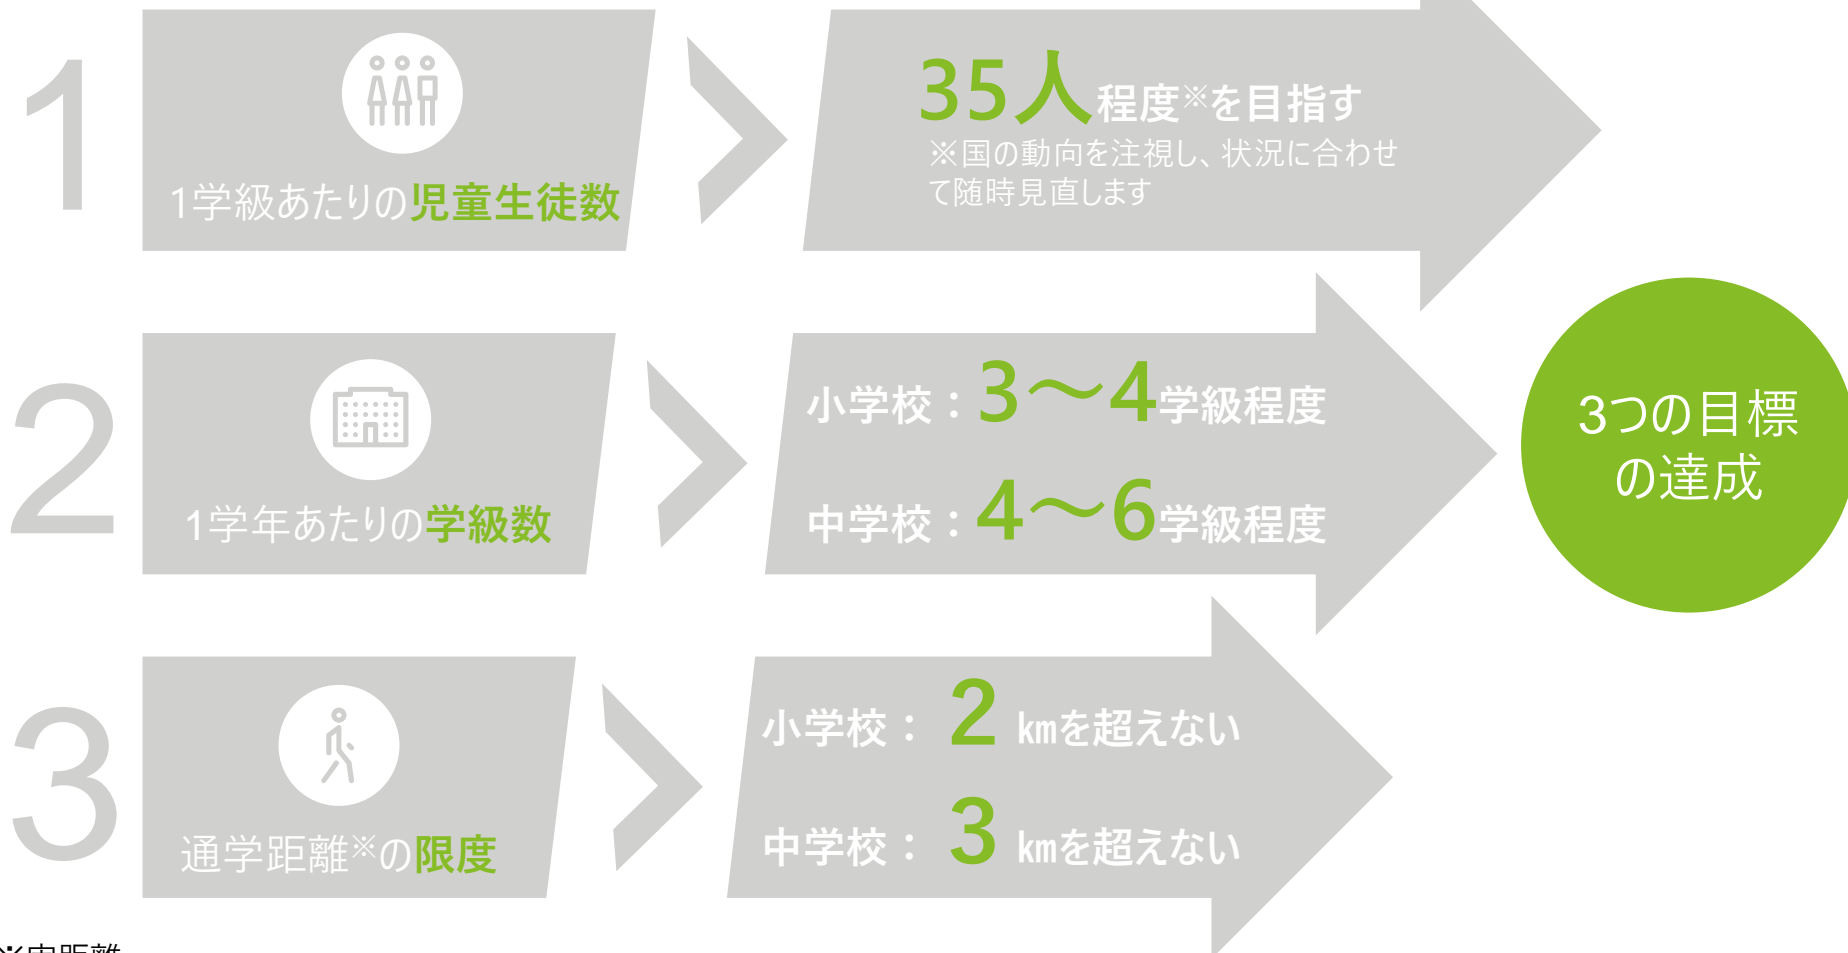 1
1学級あたりの児童生徒数
35人程度※を目指す
※国の動向を注視し、状況に合わせ
て随時見直します
2
1学年あたりの学級数
小学校：3～4学級程度
中学校：4～6学級程度
3つの目標
の達成
3
通学距離※の限度
小学校： 2 kmを超えない
中学校： 3 kmを超えない